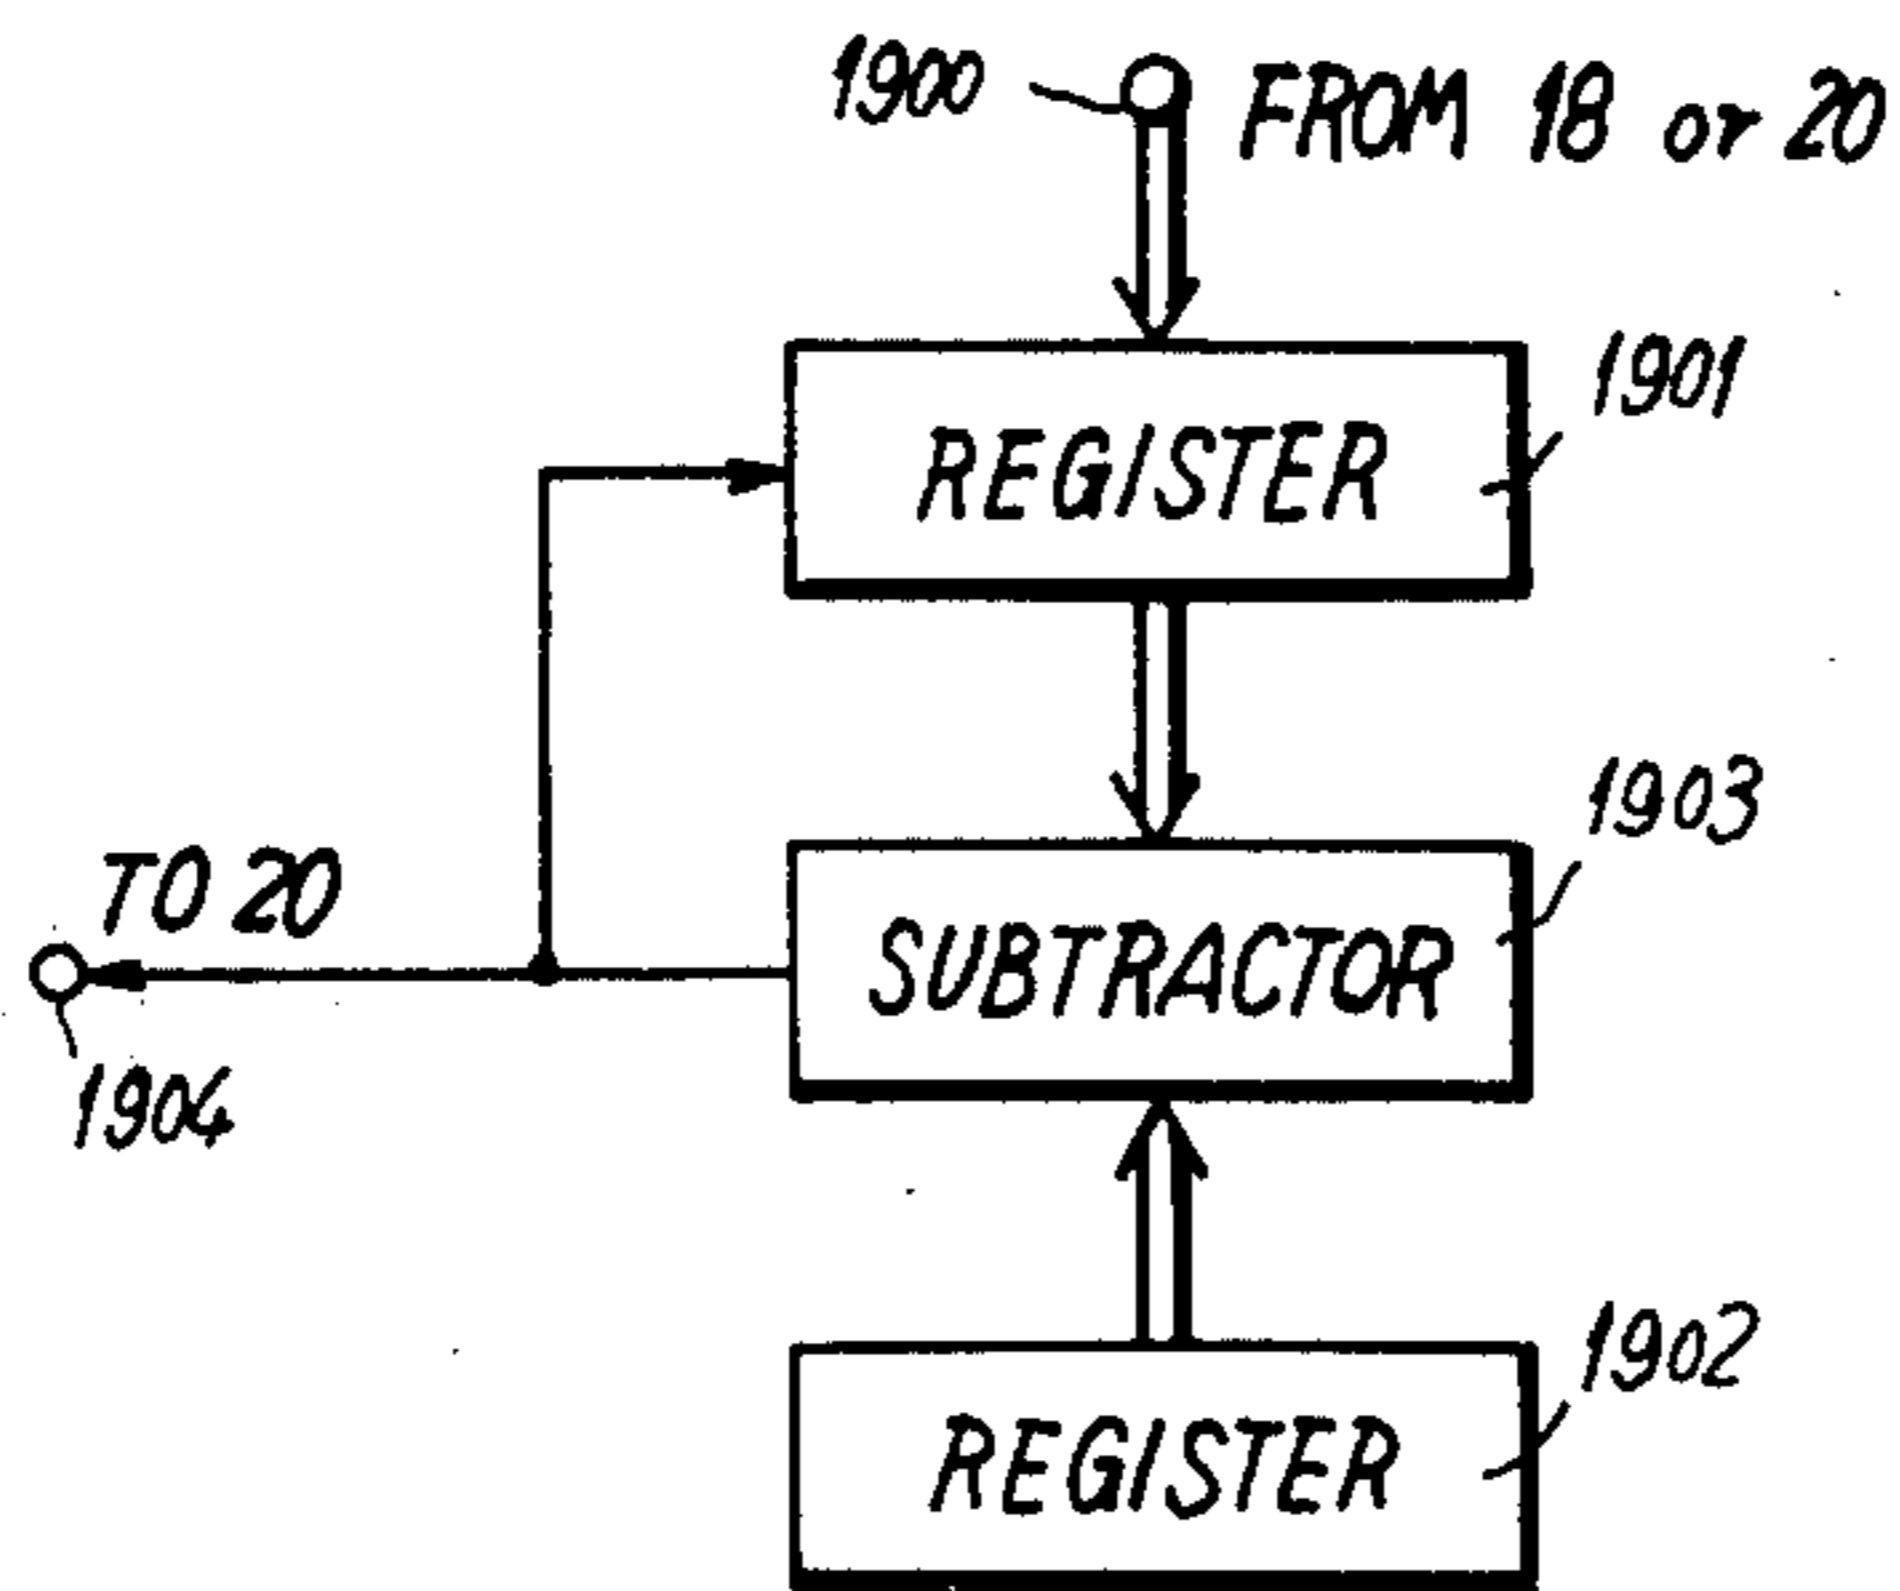 1900 FROM 18 or 20
1901
REGISTER
1903
TO 20
SUBTRACTOR
1904
1902
REGISTER